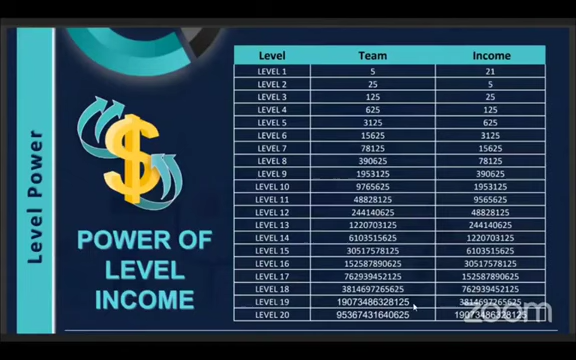 Level Power
POWER OF
LEVEL
INCOME
Level Team Income
LEVEL 1 5 21
LEVEL 2 25 5
LEVEL 3 125 25
LEVEL 4 625 125
LEVEL 5 3125 625
LEVEL 6 15625 3125
LEVEL 7 78125 15625
LEVEL 8 390625 78125
LEVEL 9 1953125 390625
LEVEL 10 9765625 1953125
LEVEL 11 48828125 9565625
LEVEL 12 244140625 48828125
LEVEL 13 1220703125 244140625
LEVEL 14 6103515625 1220703125
LEVEL 15 30517578125 6103515625
LEVEL 16 152587890625 30517578125
LEVEL 17 762939452125 152587890625
LEVEL 18 3814697265625 762939452125
LEVEL 19 19073486328125 3814697265625
LEVEL 20 95367431640625 19073486328125
zoom